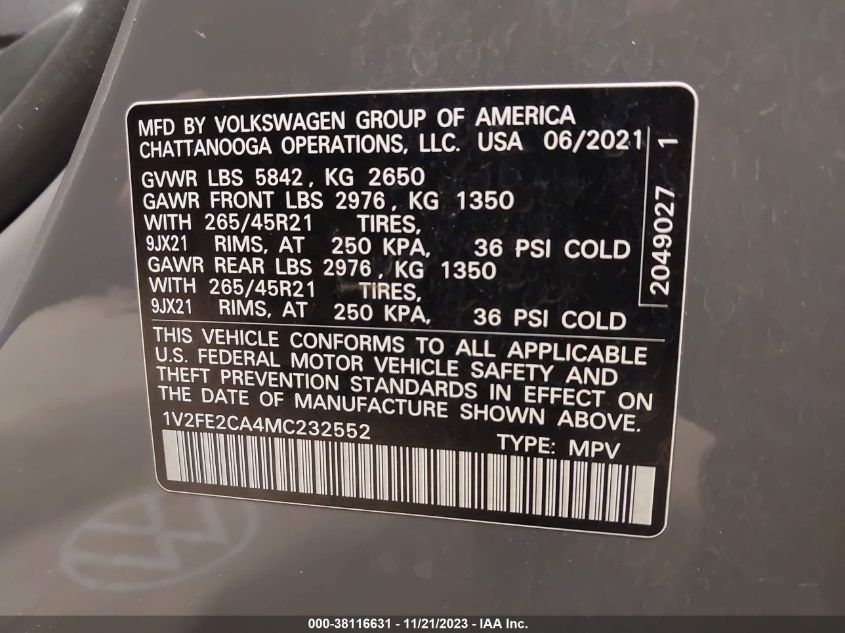 MFD BY VOLKSWAGEN GROUP OF AMERICA
CHATTANOOGA OPERATIONS, LLC. USA 06/2021
GVWR LBS 5842, KG 2650
GAWR FRONT LBS 2976, KG 1350
WITH 265/45R21 TIRES,
9JX21 RIMS, AT 250 KPA, 36 PSI COLD
GAWR REAR LBS 2976, KG 1350
WITH 265/45R21 TIRES,
9JX21 RIMS, AT 250 KPA, 36 PSI COLD
2049027 1
THIS VEHICLE CONFORMS TO ALL APPLICABLE
U.S. FEDERAL MOTOR VEHICLE SAFETY AND
THEFT PREVENTION STANDARDS IN EFFECT ON
THE DATE OF MANUFACTURE SHOWN ABOVE.
1V2FE2CA4MC232552 TYPE: MPV
000-38116631 - 11/21/2023 - IAA Inc.